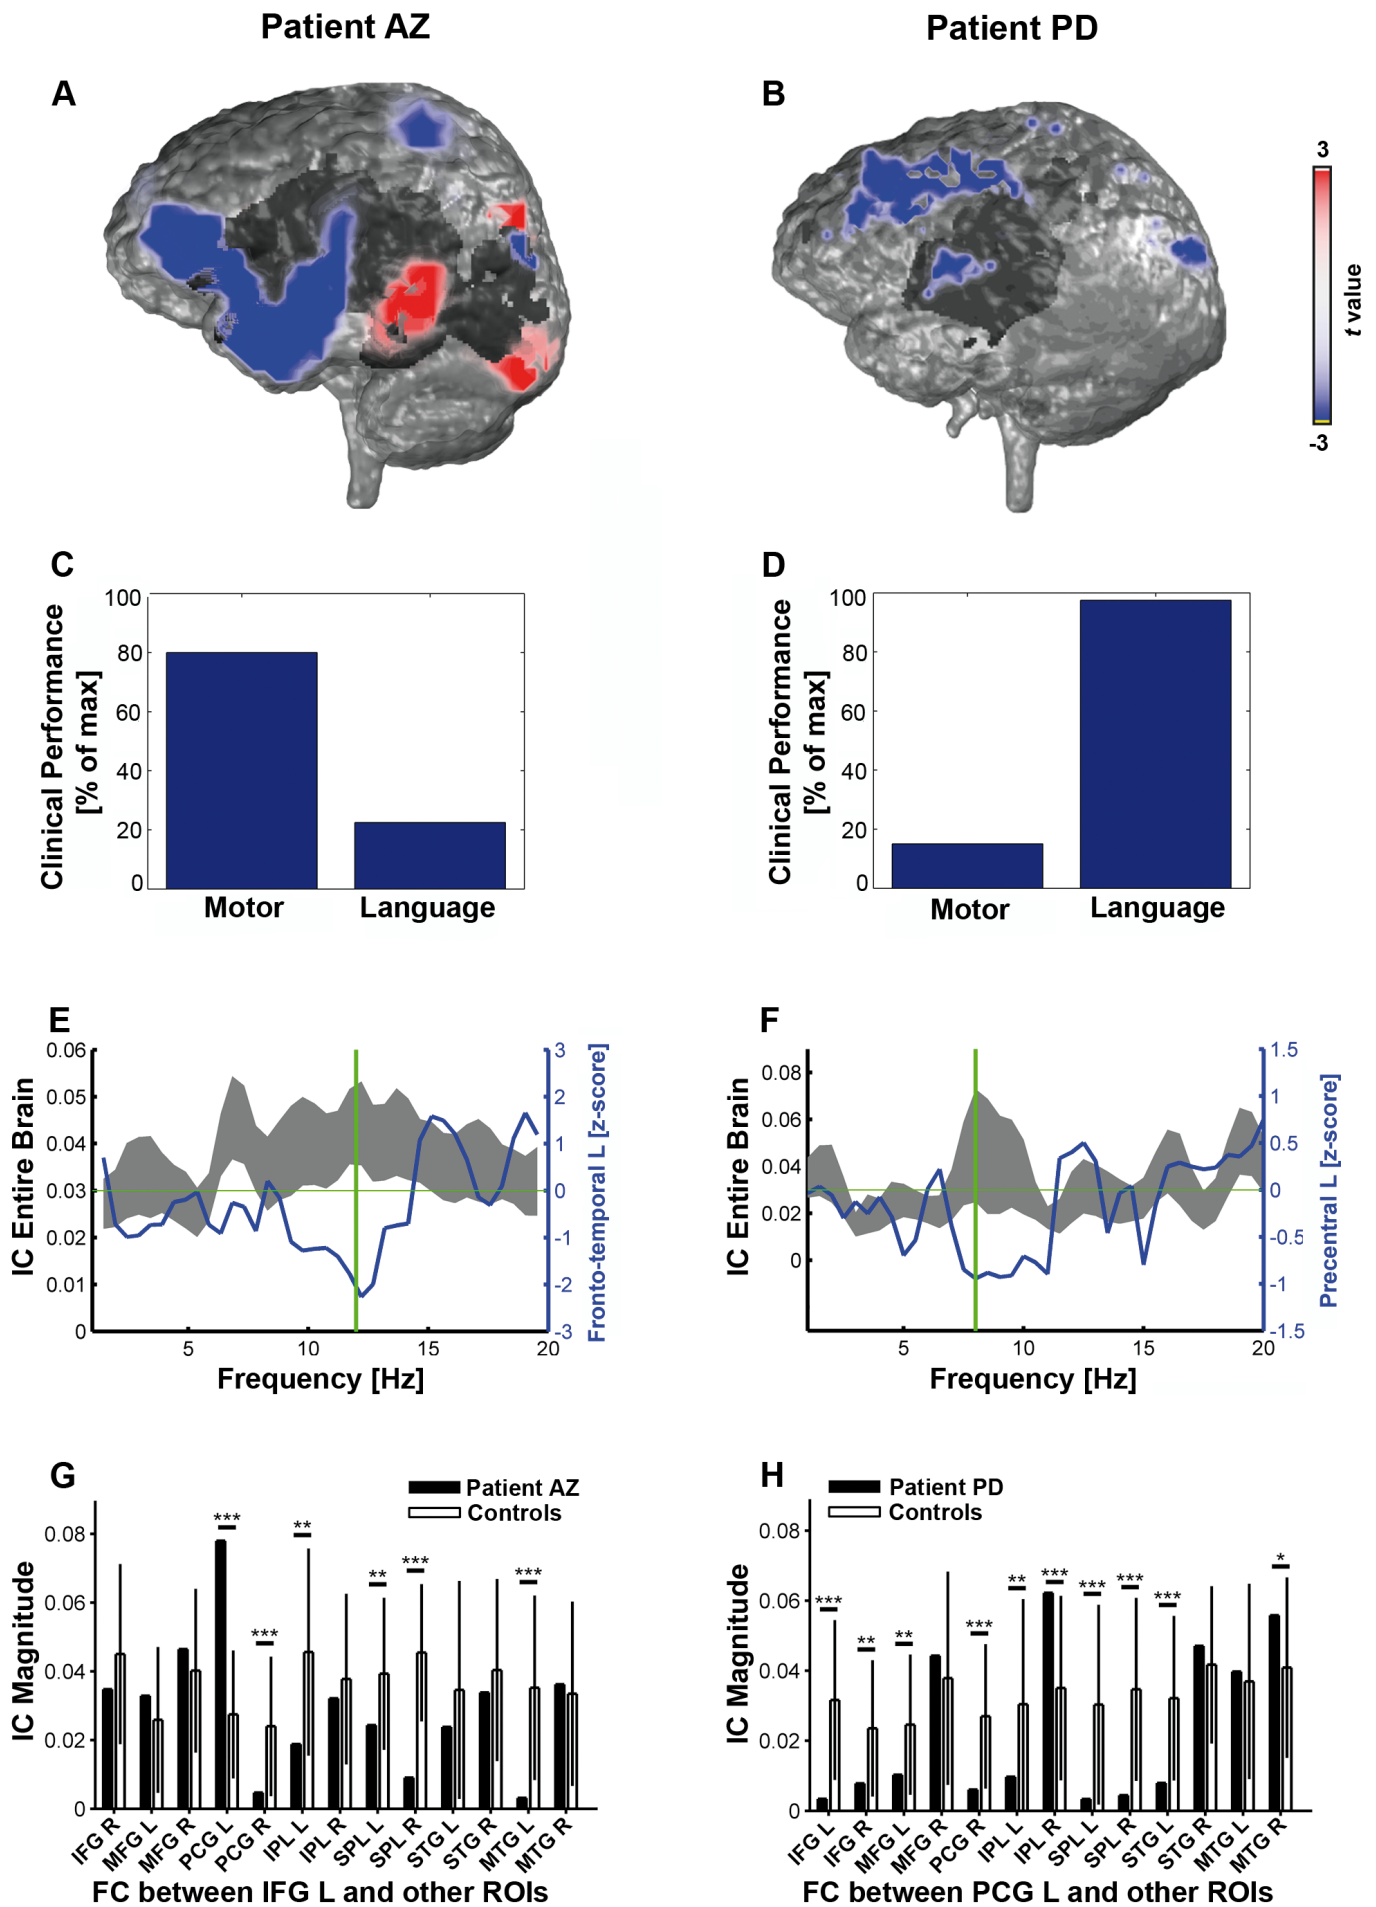 Patient AZ
Patient PD
A
B
3
t value
-3
C
D
Clinical Performance
[% of max]
100
80
60
40
20
0
Motor
Language
Clinical Performance
[% of max]
100
80
60
40
20
0
Motor
Language
E
F
IC Entire Brain
0.06
0.05
0.04
0.03
0.02
0.01
0
5
10
15
20
Frequency [Hz]
3
2
1
0
-1
-2
-3
Fronto-temporal L [z-score]
IC Entire Brain
0.08
0.06
0.04
0.02
0
5
10
15
20
Frequency [Hz]
1.5
1
0.5
0
-0.5
-1
-1.5
Precentral L [z-score]
G
H
Patient AZ
Controls
IC Magnitude
0.08
0.06
0.04
0.02
0
***
***
**
**
***
***
IFG R
MFG L
MFG R
PCG L
PCG R
IPL L
IPL R
SPL L
SPL R
STG L
STG R
MTG L
MTG R
FC between IFG L and other ROIs
Patient PD
Controls
IC Magnitude
0.08
0.06
0.04
0.02
0
***
**
**
***
**
***
***
***
***
*
IFG L
IFG R
MFG L
MFG R
PCG R
IPL L
IPL R
SPL L
SPL R
STG L
STG R
MTG L
MTG R
FC between PCG L and other ROIs